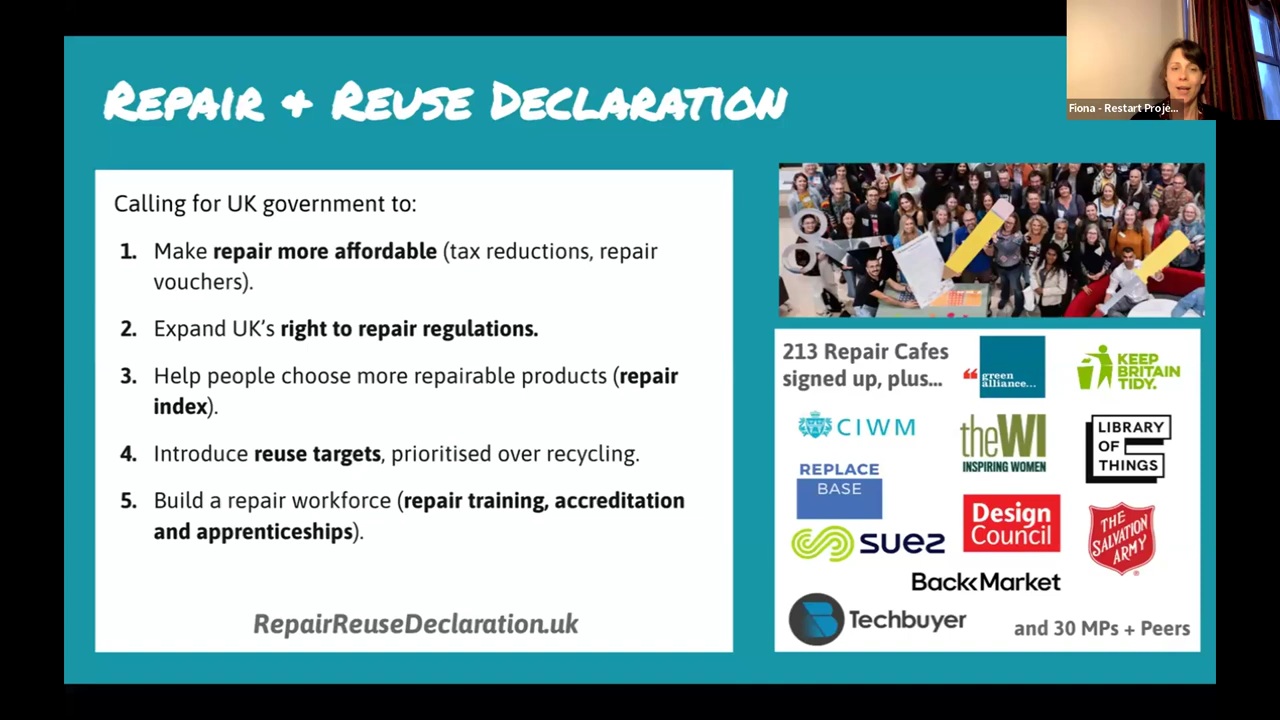 REPAIR + REUSE DECLARATION
Fiona - Restart Proje...
Calling for UK government to:
1. Make repair more affordable (tax reductions, repair
vouchers).
2. Expand UK's right to repair regulations.
3. Help people choose more repairable products (repair
index).
4. Introduce reuse targets, prioritised over recycling.
5. Build a repair workforce (repair training, accreditation
and apprenticeships).
RepairReuseDeclaration.uk
213 Repair Cafes
signed up, plus...
green
alliance...
KEEP
BRITAIN
TIDY.
CIWM
theWI
INSPIRING WOMEN
LIBRARY
OF
THINGS
REPLACE
BASE
suez
Design
Council
THE
SALVATION
ARMY
BackMarket
Techbuyer
and 30 MPs + Peers